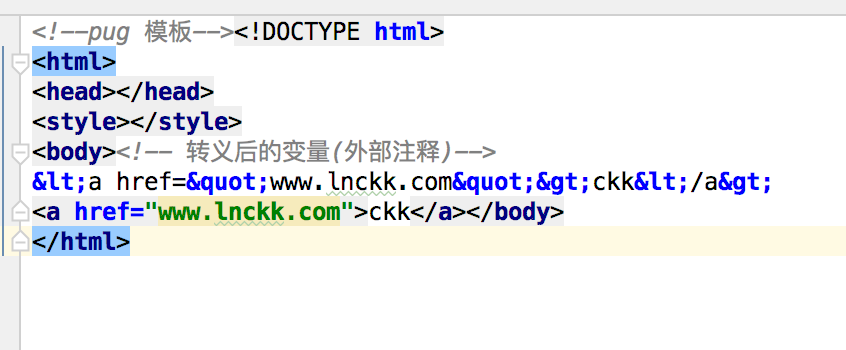 <!--pug 模板--><!DOCTYPE html>
<html>
<head></head>
<style></style>
<body><!-- 转义后的变量(外部注释)-->
&lt;a href=&quot;www.lnckk.com&quot;&gt;ckk&lt;/a&gt;
<a href="www.lnckk.com">ckk</a></body>
</html>